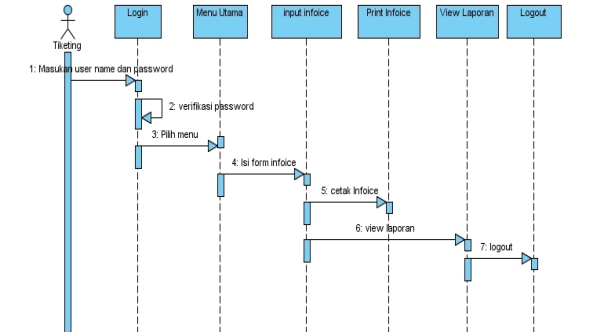 Login
Menu Utama
input infoice
Print Infoice
View Laporan
Logout
Tiketing
1: Masukan user name dan password
2: verifikasi password
3: Pilih menu
4: Isi form infoice
5: cetak Infoice
6: view laporan
7: logout